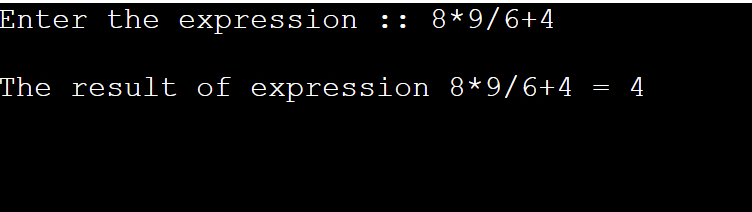 Enter the expression :: 8*9/6+4
The result of expression 8*9/6+4 = 4